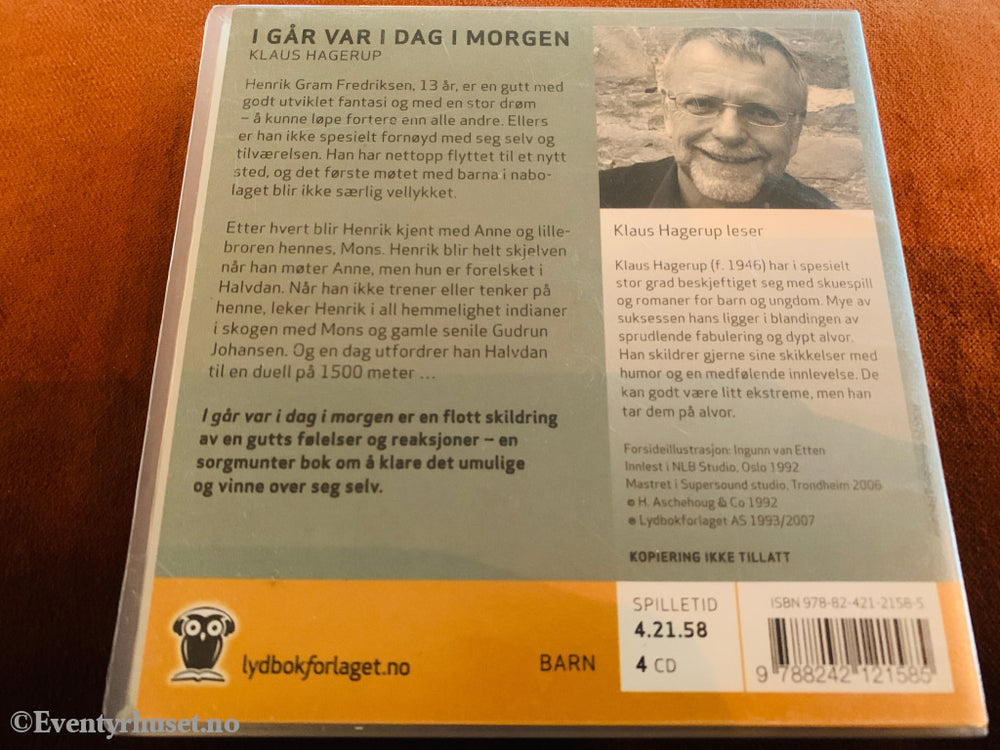 I GÅR VAR I DAG I MORGEN
KLAUS HAGERUP
Henrik Gram Fredriksen, 13 år, er en gutt med
godt utviklet fantasi og med en stor drøm
– å kunne løpe fortere enn alle andre. Ellers
er han ikke spesielt fornøyd med seg selv og
tilværelsen. Han har nettopp flyttet til et nytt
sted, og det første møtet med barna i nabo-
laget blir ikke særlig vellykket.
Etter hvert blir Henrik kjent med Anne og lille-
broren hennes, Mons. Henrik blir helt skjelven
når han møter Anne, men hun er forelsket i
Halvdan. Når han ikke trener eller tenker på
henne, leker Henrik i all hemmelighet indianer
i skogen med Mons og gamle senile Gudrun
Johansen. Og en dag utfordrer han Halvdan
til en duell på 1500 meter ...
I går var i dag i morgen er en flott skildring
av en gutts følelser og reaksjoner – en
sorgmunter bok om å klare det umulige
og vinne over seg selv.
Klaus Hagerup leser
Klaus Hagerup (f. 1946) har i spesielt
stor grad beskjeftiget seg med skuespill
og romaner for barn og ungdom. Mye av
suksessen hans ligger i blandingen av
sprudlende fabulering og dypt alvor.
Han skildrer gjerne sine skikkelser med
humor og en medfølende innlevelse. De
kan godt være litt ekstreme, men han
tar dem på alvor.
Forsideillustrasjon: Ingunn van Etten
Innlest i NLB Studio, Oslo 1992
Mastret i Supersound studio, Trondheim 2006
© H. Aschehoug & Co 1992
℗ Lydbokforlaget AS 1993/2007
KOPIERING IKKE TILLATT
lydbokforlaget.no
BARN
SPILLETID
4.21.58
4 CD
ISBN 978-82-421-2158-5
9 788242 121585
©Eventyrhuset.no